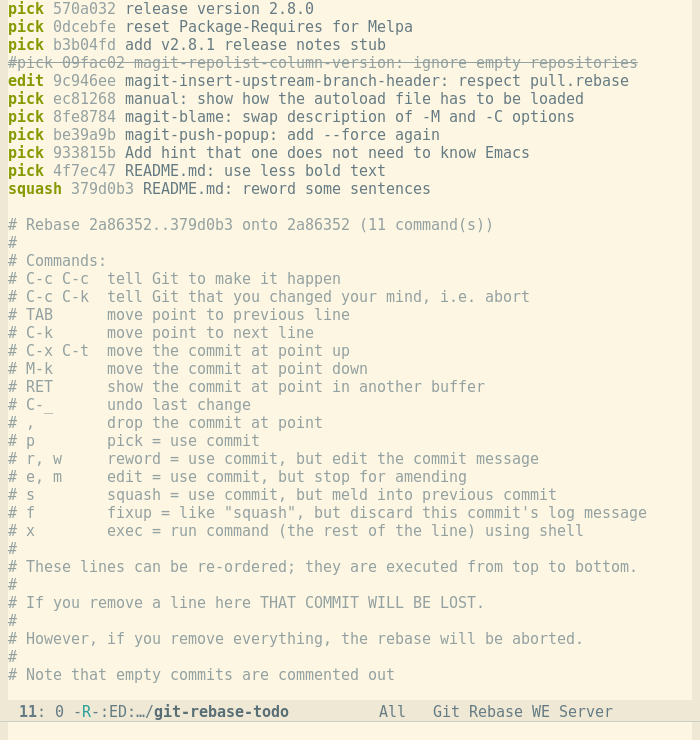 pick 570a032 release version 2.8.0
pick 0dcebfe reset Package-Requires for Melpa
pick b3b04fd add v2.8.1 release notes stub
#pick 09fac02 magit-repolist-column-version: ignore empty repositories
edit 9c946ee magit-insert-upstream-branch-header: respect pull.rebase
pick ec81268 manual: show how the autoload file has to be loaded
pick 8fe8784 magit-blame: swap description of -M and -C options
pick be39a9b magit-push-popup: add --force again
pick 933815b Add hint that one does not need to know Emacs
pick 4f7ec47 README.md: use less bold text
squash 379d0b3 README.md: reword some sentences

# Rebase 2a86352..379d0b3 onto 2a86352 (11 command(s))
#
# Commands:
# C-c C-c  tell Git to make it happen
# C-c C-k  tell Git that you changed your mind, i.e. abort
# TAB      move point to previous line
# C-k      move point to next line
# C-x C-t  move the commit at point up
# M-k      move the commit at point down
# RET      show the commit at point in another buffer
# C-_      undo last change
# ,        drop the commit at point
# p        pick = use commit
# r, w     reword = use commit, but edit the commit message
# e, m     edit = use commit, but stop for amending
# s        squash = use commit, but meld into previous commit
# f        fixup = like "squash", but discard this commit's log message
# x        exec = run command (the rest of the line) using shell
#
# These lines can be re-ordered; they are executed from top to bottom.
#
# If you remove a line here THAT COMMIT WILL BE LOST.
#
# However, if you remove everything, the rebase will be aborted.
#
# Note that empty commits are commented out

11: 0 -R-:ED:…/git-rebase-todo          All   Git Rebase WE Server